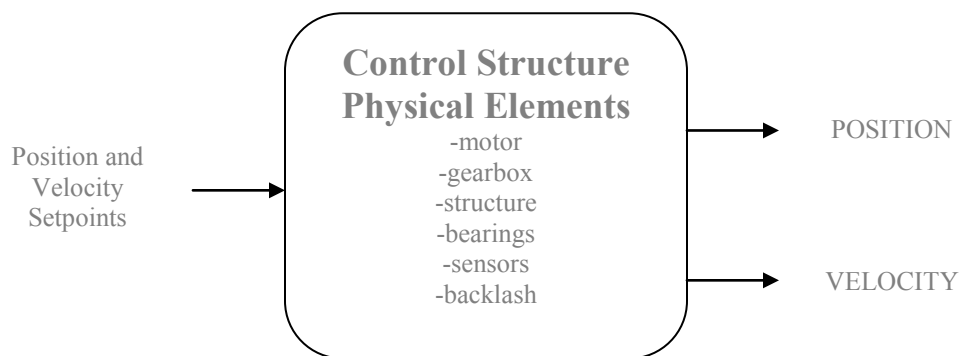 Position and
Velocity
Setpoints
Control Structure
Physical Elements
-motor
-gearbox
-structure
-bearings
-sensors
-backlash
POSITION
VELOCITY